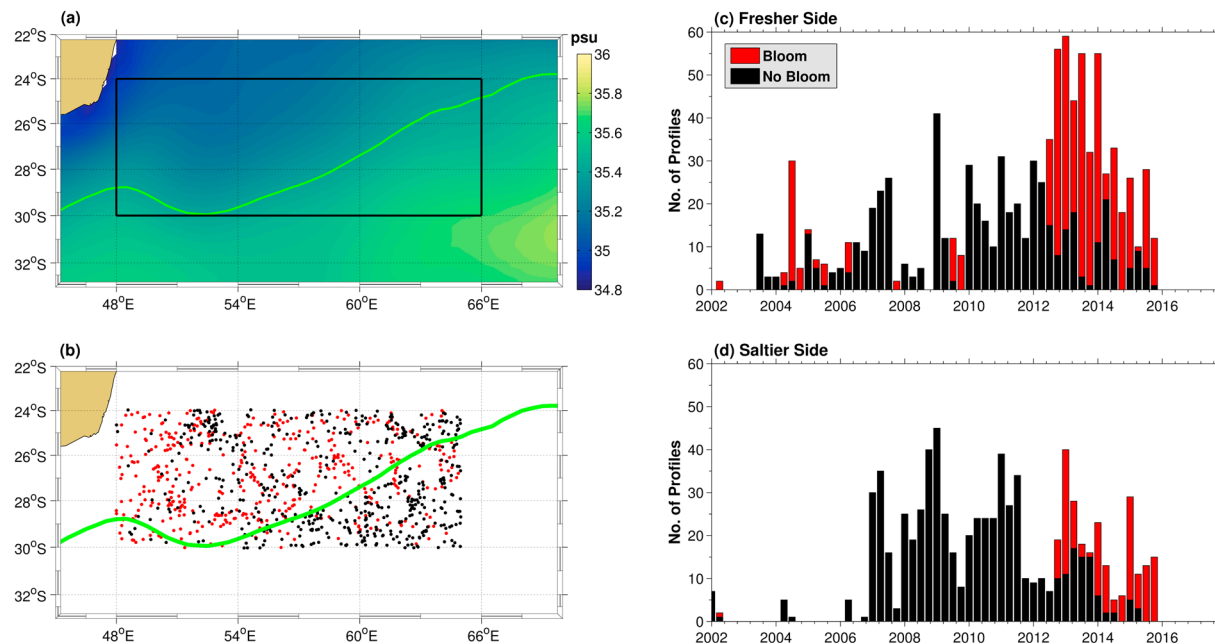 (a)
psu
22°S
24°S
26°S
28°S
30°S
32°S
48°E
54°E
60°E
66°E
36
35.8
35.6
35.4
35.2
35
34.8
(b)
22°S
24°S
26°S
28°S
30°S
32°S
48°E
54°E
60°E
66°E
(c) Fresher Side
Bloom
No Bloom
No. of Profiles
60
50
40
30
20
10
0
2002 2004 2006 2008 2010 2012 2014 2016
(d) Saltier Side
No. of Profiles
60
50
40
30
20
10
0
2002 2004 2006 2008 2010 2012 2014 2016